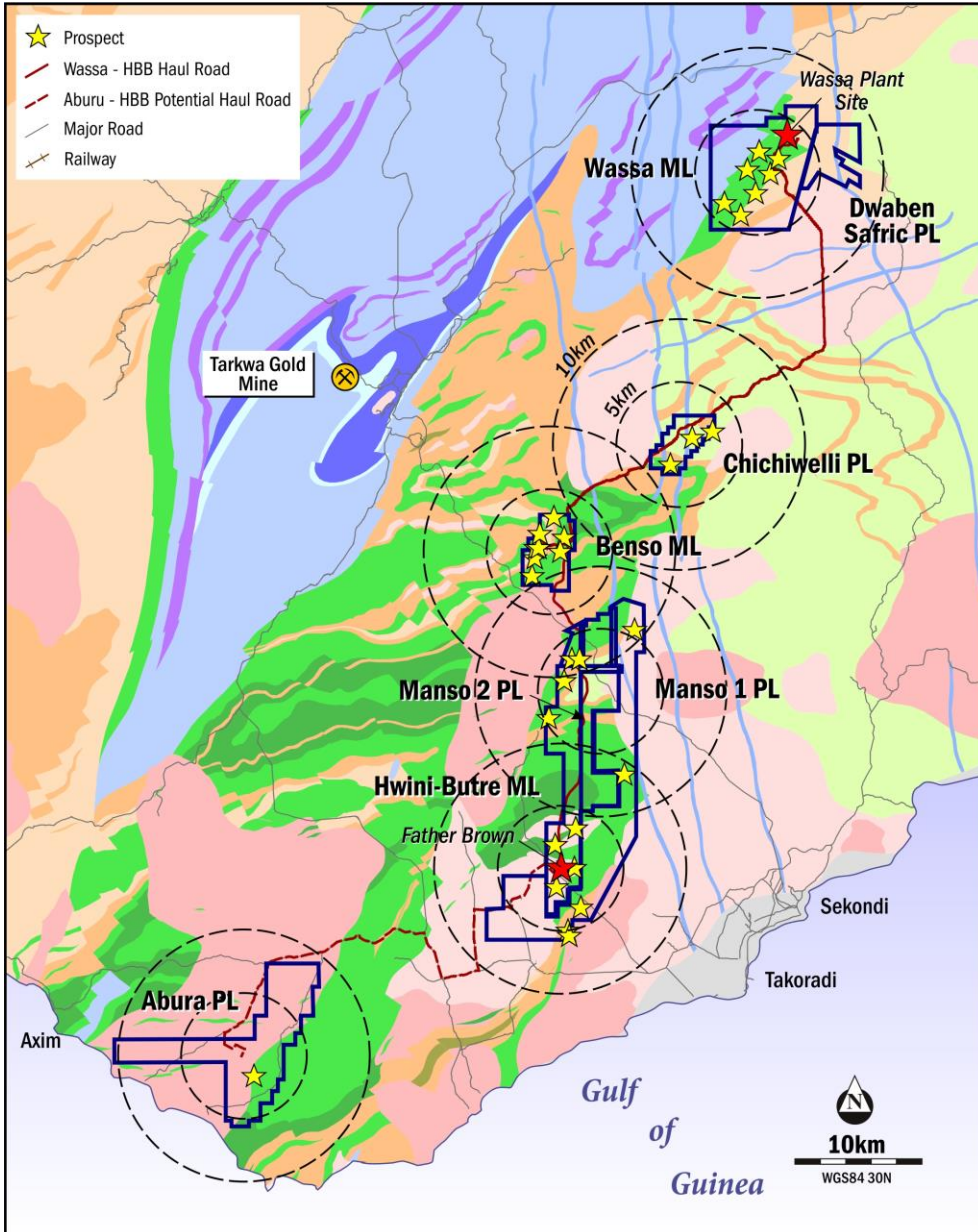 Prospect
Wassa - HBB Haul Road
Aburu - HBB Potential Haul Road
Major Road
Railway
Wassa Plant
Site
Wassa ML
Dwaben
Safric PL
Tarkwa Gold
Mine
10km
5km
Chichiwelli PL
Benso ML
Manso 2 PL
Manso 1 PL
Hwini-Butre ML
Father Brown
Sekondi
Takoradi
Abura PL
Axim
Gulf
of
Guinea
N
10km
WGS84 30N